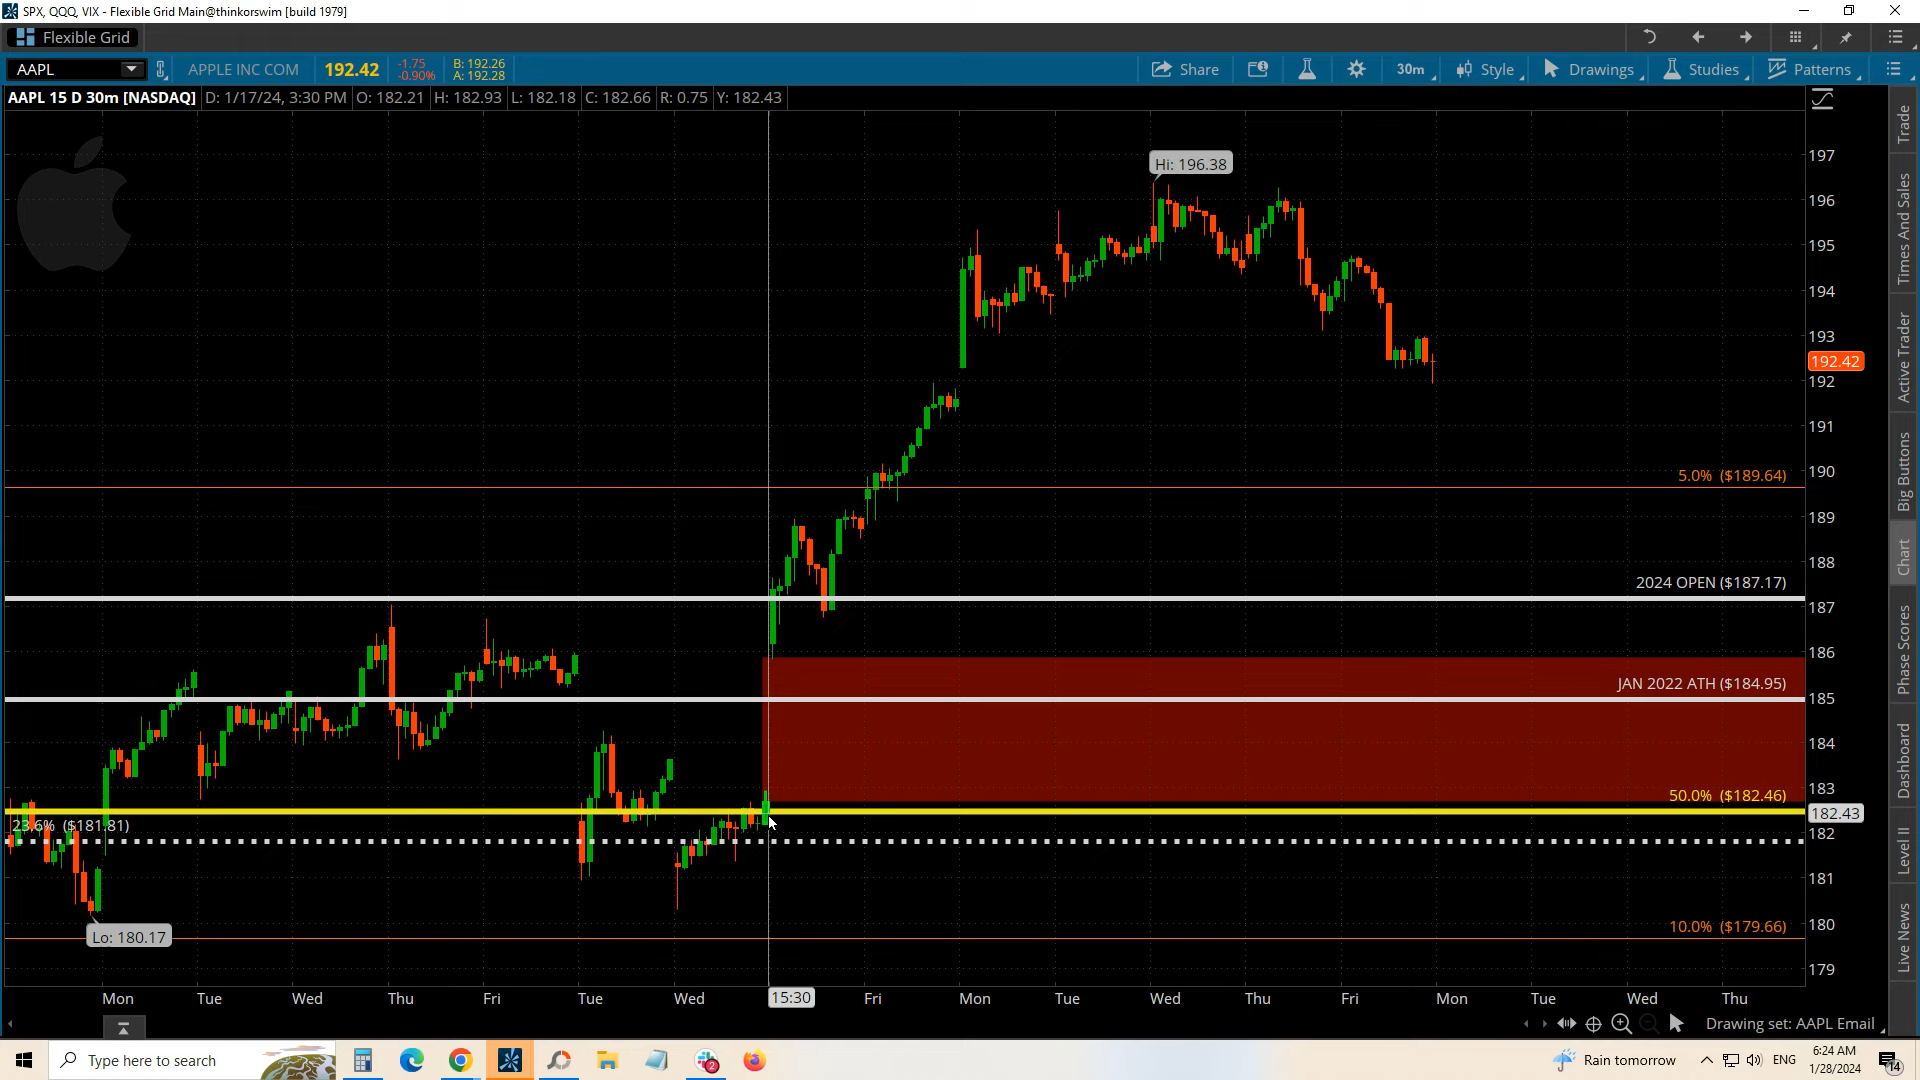 SPX, QQQ, VIX - Flexible Grid Main@thinkorswim [build 1979]
Flexible Grid
AAPL
APPLE INC COM
192.42
-1.75
-0.90%
B: 192.26
A: 192.28
Share
30m
Style
Drawings
Studies
Patterns
AAPL 15 D 30m [NASDAQ]
D: 1/17/24, 3:30 PM
O: 182.21
H: 182.93
L: 182.18
C: 182.66
R: 0.75
Y: 182.43
Hi: 196.38
197
196
195
194
193
192.42
192
191
190
189
188
187
186
185
184
183
182.43
182
181
180
179
5.0% ($189.64)
2024 OPEN ($187.17)
JAN 2022 ATH ($184.95)
50.0% ($182.46)
23.6% ($181.81)
10.0% ($179.66)
Lo: 180.17
Mon
Tue
Wed
Thu
Fri
Tue
Wed
15:30
Fri
Mon
Tue
Wed
Thu
Fri
Mon
Tue
Wed
Thu
Drawing set: AAPL Email
Trade
Times And Sales
Active Trader
Big Buttons
Chart
Phase Scores
Dashboard
Level II
Live News
Type here to search
2
Rain tomorrow
ENG
6:24 AM
1/28/2024
14